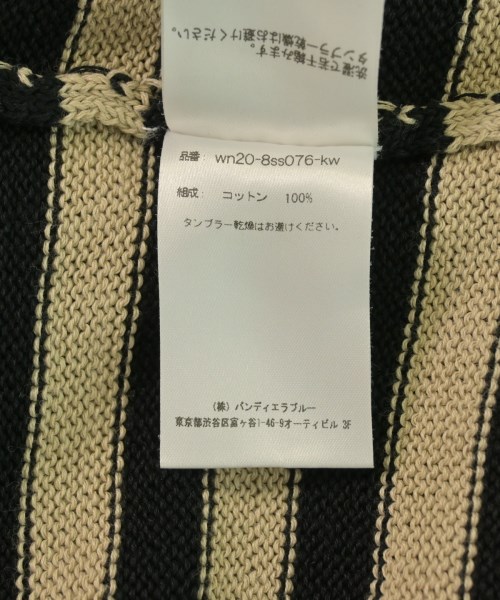 洗濯で若干縮みます。
タンブラー乾燥はお避けください。
品番: wn20-8ss076-kw
組成: コットン 100%
タンブラー乾燥はお避けください。
(株) バンディエラブルー
東京都渋谷区富ヶ谷1-46-9オーティビル 3F